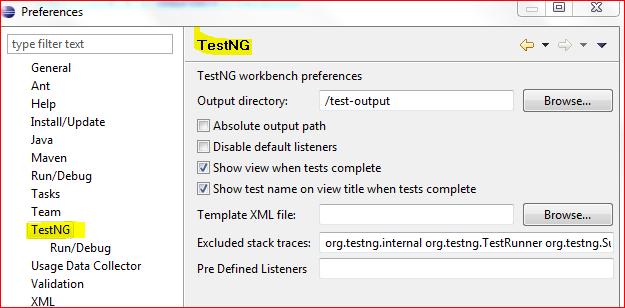 Preferences
type filter text
General
Ant
Help
Install/Update
Java
Maven
Run/Debug
Tasks
Team
TestNG
Run/Debug
Usage Data Collector
Validation
XML
TestNG
TestNG workbench preferences
Output directory: /test-output Browse...
Absolute output path
Disable default listeners
Show view when tests complete
Show test name on view title when tests complete
Template XML file: Browse...
Excluded stack traces: org.testng.internal org.testng.TestRunner org.testng.Su
Pre Defined Listeners